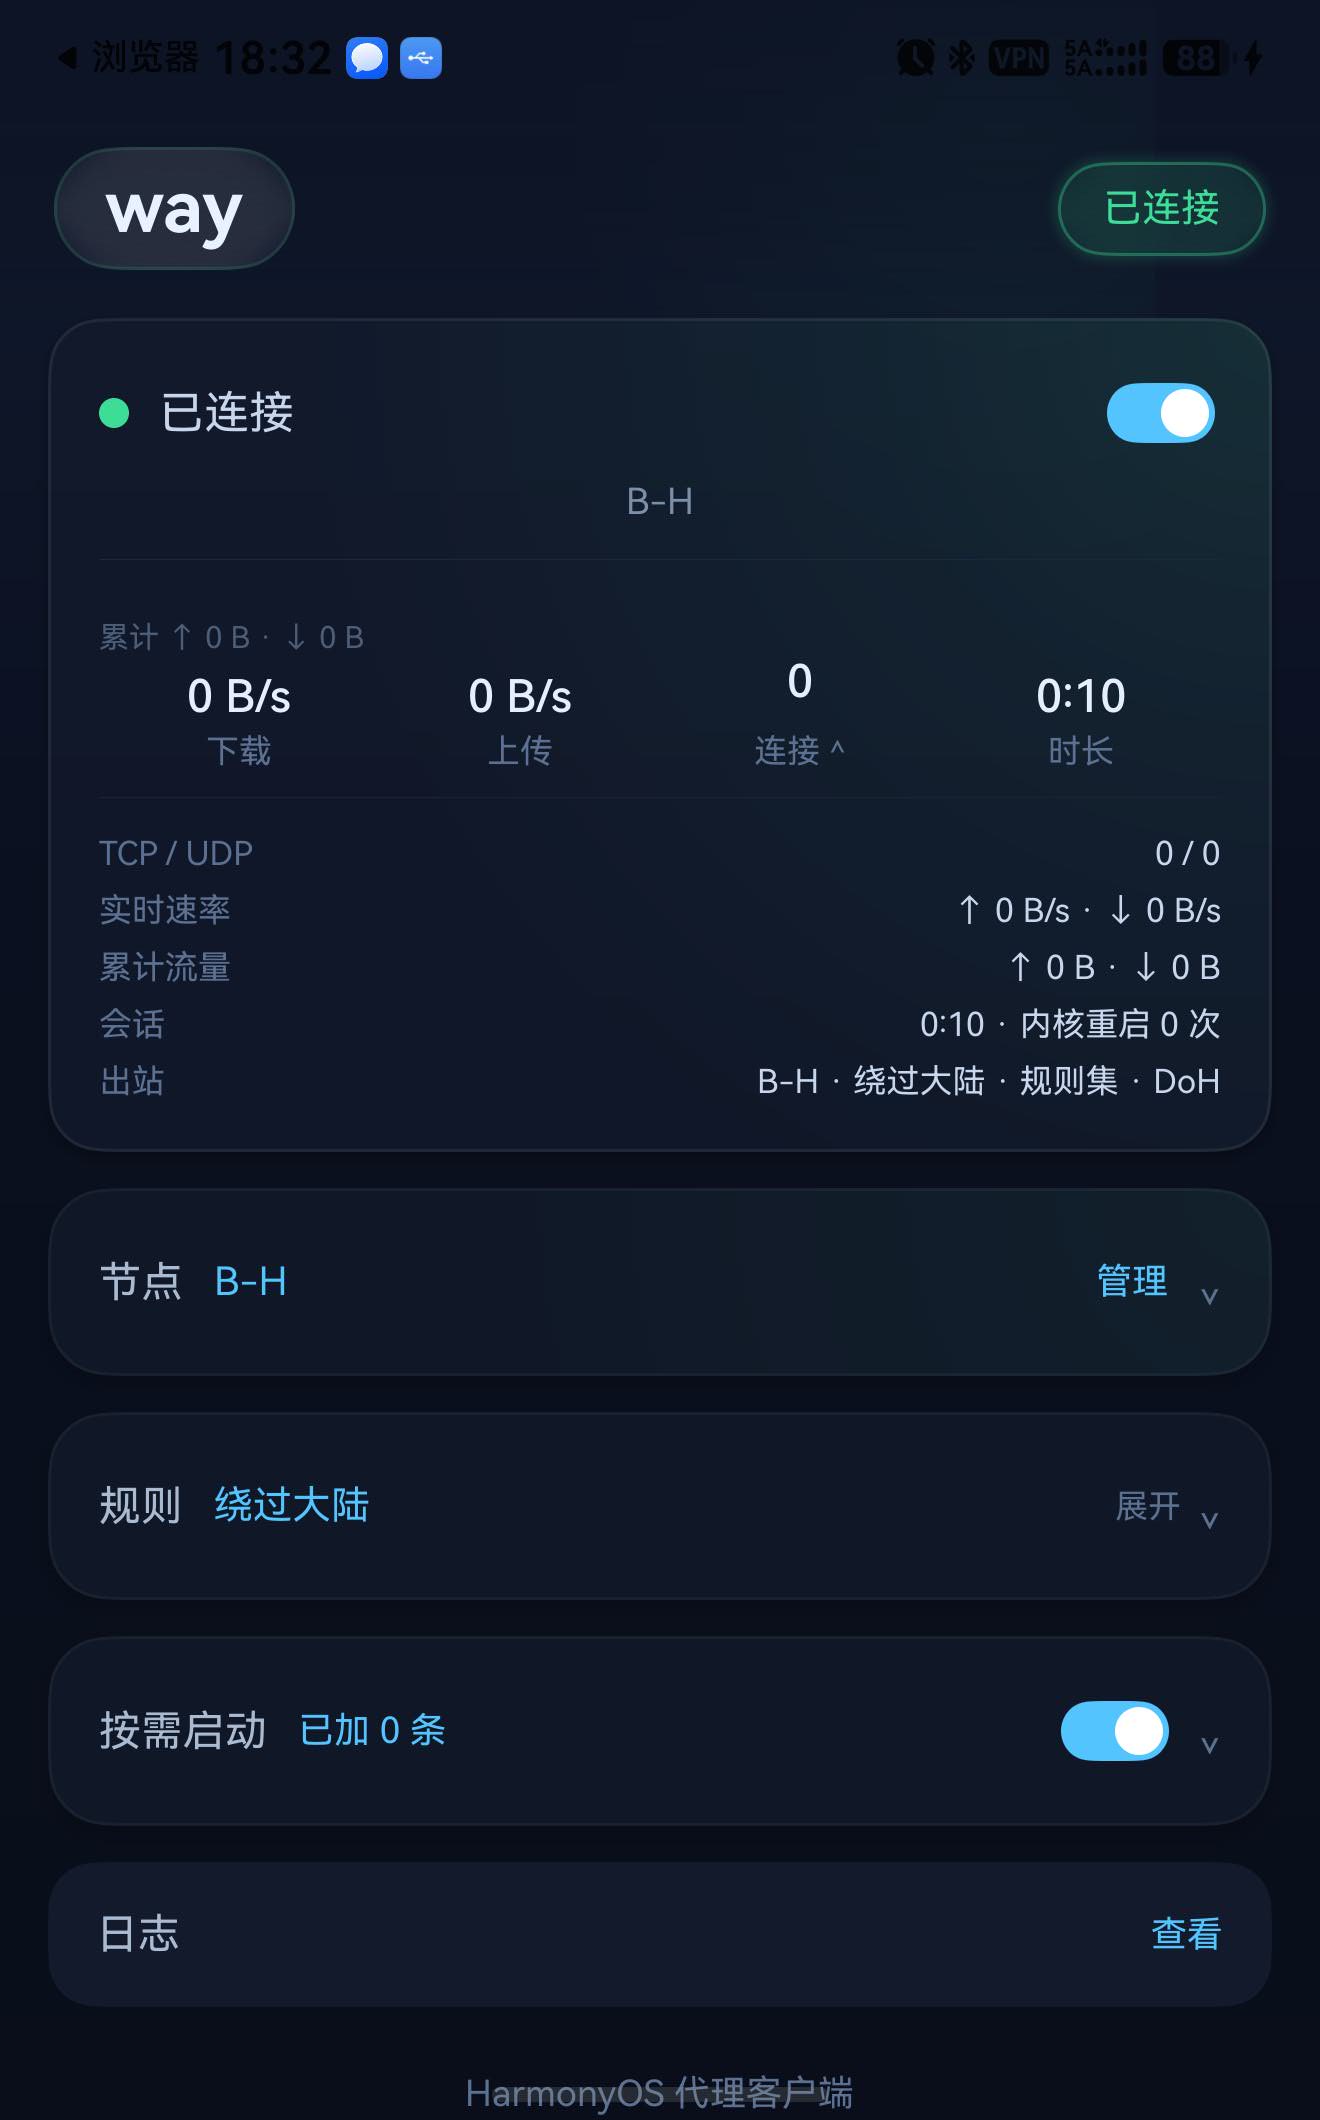 浏览器 18:32 VPN 5A 5A 88
way 已连接
已连接
B-H
累计 ↑ 0 B · ↓ 0 B
0 B/s 0 B/s 0 0:10
下载 上传 连接 ^ 时长
TCP / UDP 0 / 0
实时速率 ↑ 0 B/s · ↓ 0 B/s
累计流量 ↑ 0 B · ↓ 0 B
会话 0:10 · 内核重启 0 次
出站 B-H · 绕过大陆 · 规则集 · DoH
节点 B-H 管理
规则 绕过大陆 展开
按需启动 已加 0 条
日志 查看
HarmonyOS 代理客户端